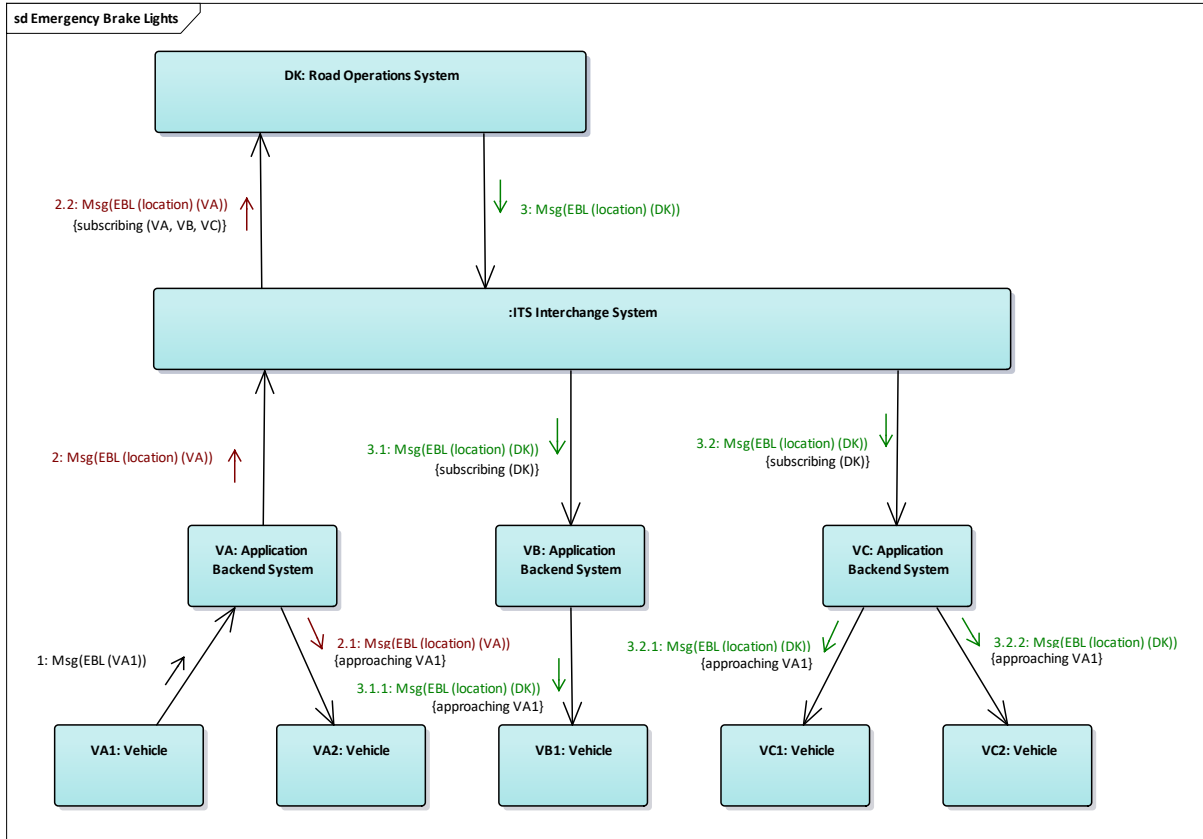 sd Emergency Brake Lights
DK: Road Operations System
2.2: Msg(EBL (location) (VA))
{subscribing (VA, VB, VC)}
3: Msg(EBL (location) (DK))
:ITS Interchange System
2: Msg(EBL (location) (VA))
3.1: Msg(EBL (location) (DK))
{subscribing (DK)}
3.2: Msg(EBL (location) (DK))
{subscribing (DK)}
VA: Application
Backend System
VB: Application
Backend System
VC: Application
Backend System
1: Msg(EBL (VA1))
2.1: Msg(EBL (location) (VA))
{approaching VA1}
3.1.1: Msg(EBL (location) (DK))
{approaching VA1}
3.2.1: Msg(EBL (location) (DK))
{approaching VA1}
3.2.2: Msg(EBL (location) (DK))
{approaching VA1}
VA1: Vehicle
VA2: Vehicle
VB1: Vehicle
VC1: Vehicle
VC2: Vehicle